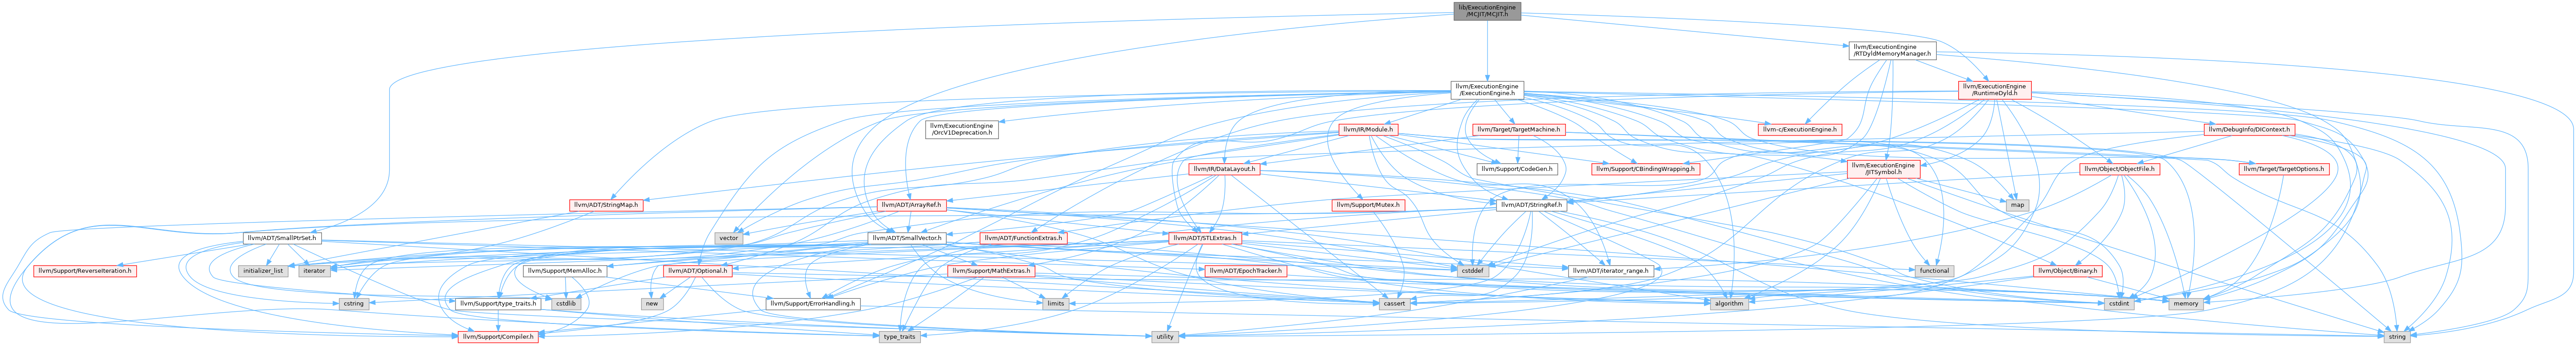 lib/ExecutionEngine
/MCJIT/MCJIT.h
llvm/ExecutionEngine
/RTDyldMemoryManager.h
llvm/ExecutionEngine
/ExecutionEngine.h
llvm/ExecutionEngine
/RuntimeDyld.h
llvm/ExecutionEngine
/OrcV1Deprecation.h
llvm/IR/Module.h
llvm/Target/TargetMachine.h
llvm-c/ExecutionEngine.h
llvm/DebugInfo/DIContext.h
llvm/IR/DataLayout.h
llvm/Support/CodeGen.h
llvm/Support/CBindingWrapping.h
llvm/ExecutionEngine
/JITSymbol.h
llvm/Object/ObjectFile.h
llvm/Target/TargetOptions.h
llvm/ADT/StringMap.h
llvm/ADT/ArrayRef.h
llvm/Support/Mutex.h
llvm/ADT/StringRef.h
map
llvm/ADT/SmallPtrSet.h
vector
llvm/ADT/SmallVector.h
llvm/ADT/FunctionExtras.h
llvm/ADT/STLExtras.h
llvm/Support/ReverseIteration.h
initializer_list
iterator
llvm/Support/MemAlloc.h
llvm/ADT/Optional.h
llvm/Support/MathExtras.h
llvm/ADT/EpochTracker.h
cstddef
llvm/ADT/iterator_range.h
functional
llvm/Object/Binary.h
cstring
llvm/Support/type_traits.h
cstdlib
new
llvm/Support/ErrorHandling.h
limits
cassert
algorithm
cstdint
memory
llvm/Support/Compiler.h
type_traits
utility
string